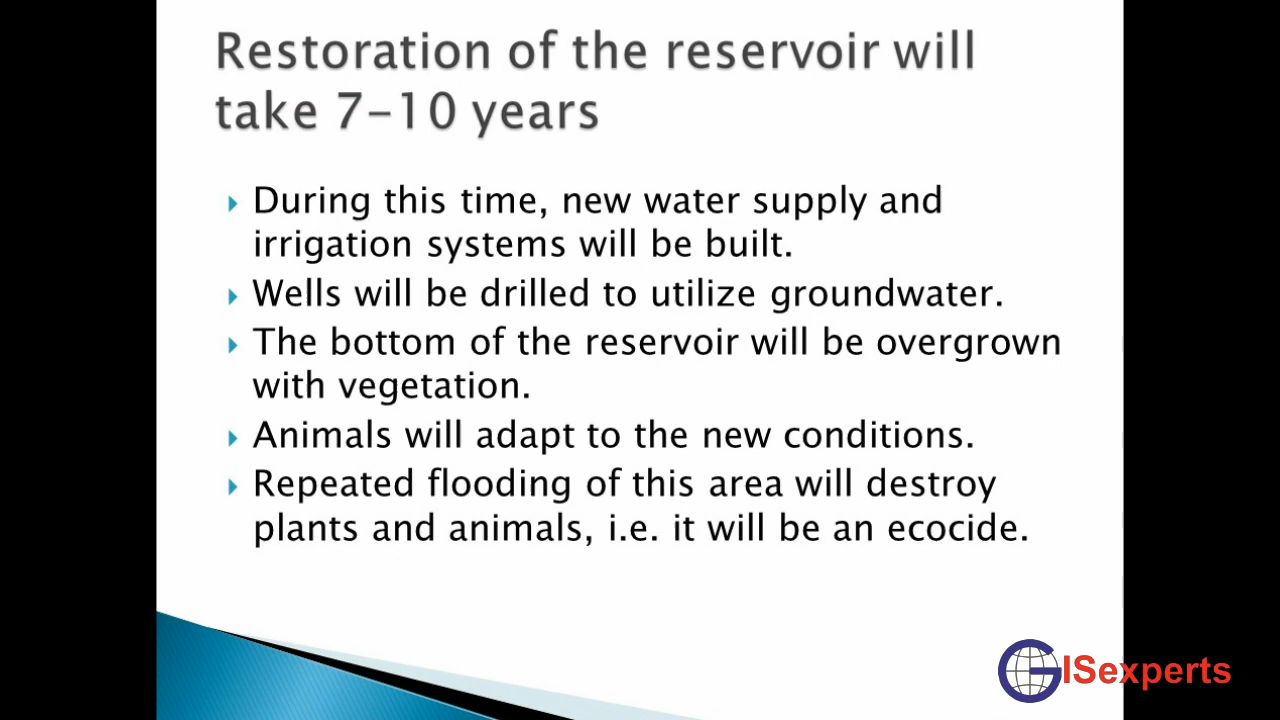 Restoration of the reservoir will
take 7-10 years
During this time, new water supply and
irrigation systems will be built.
Wells will be drilled to utilize groundwater.
The bottom of the reservoir will be overgrown
with vegetation.
Animals will adapt to the new conditions.
Repeated flooding of this area will destroy
plants and animals, i.e. it will be an ecocide.
GISexperts